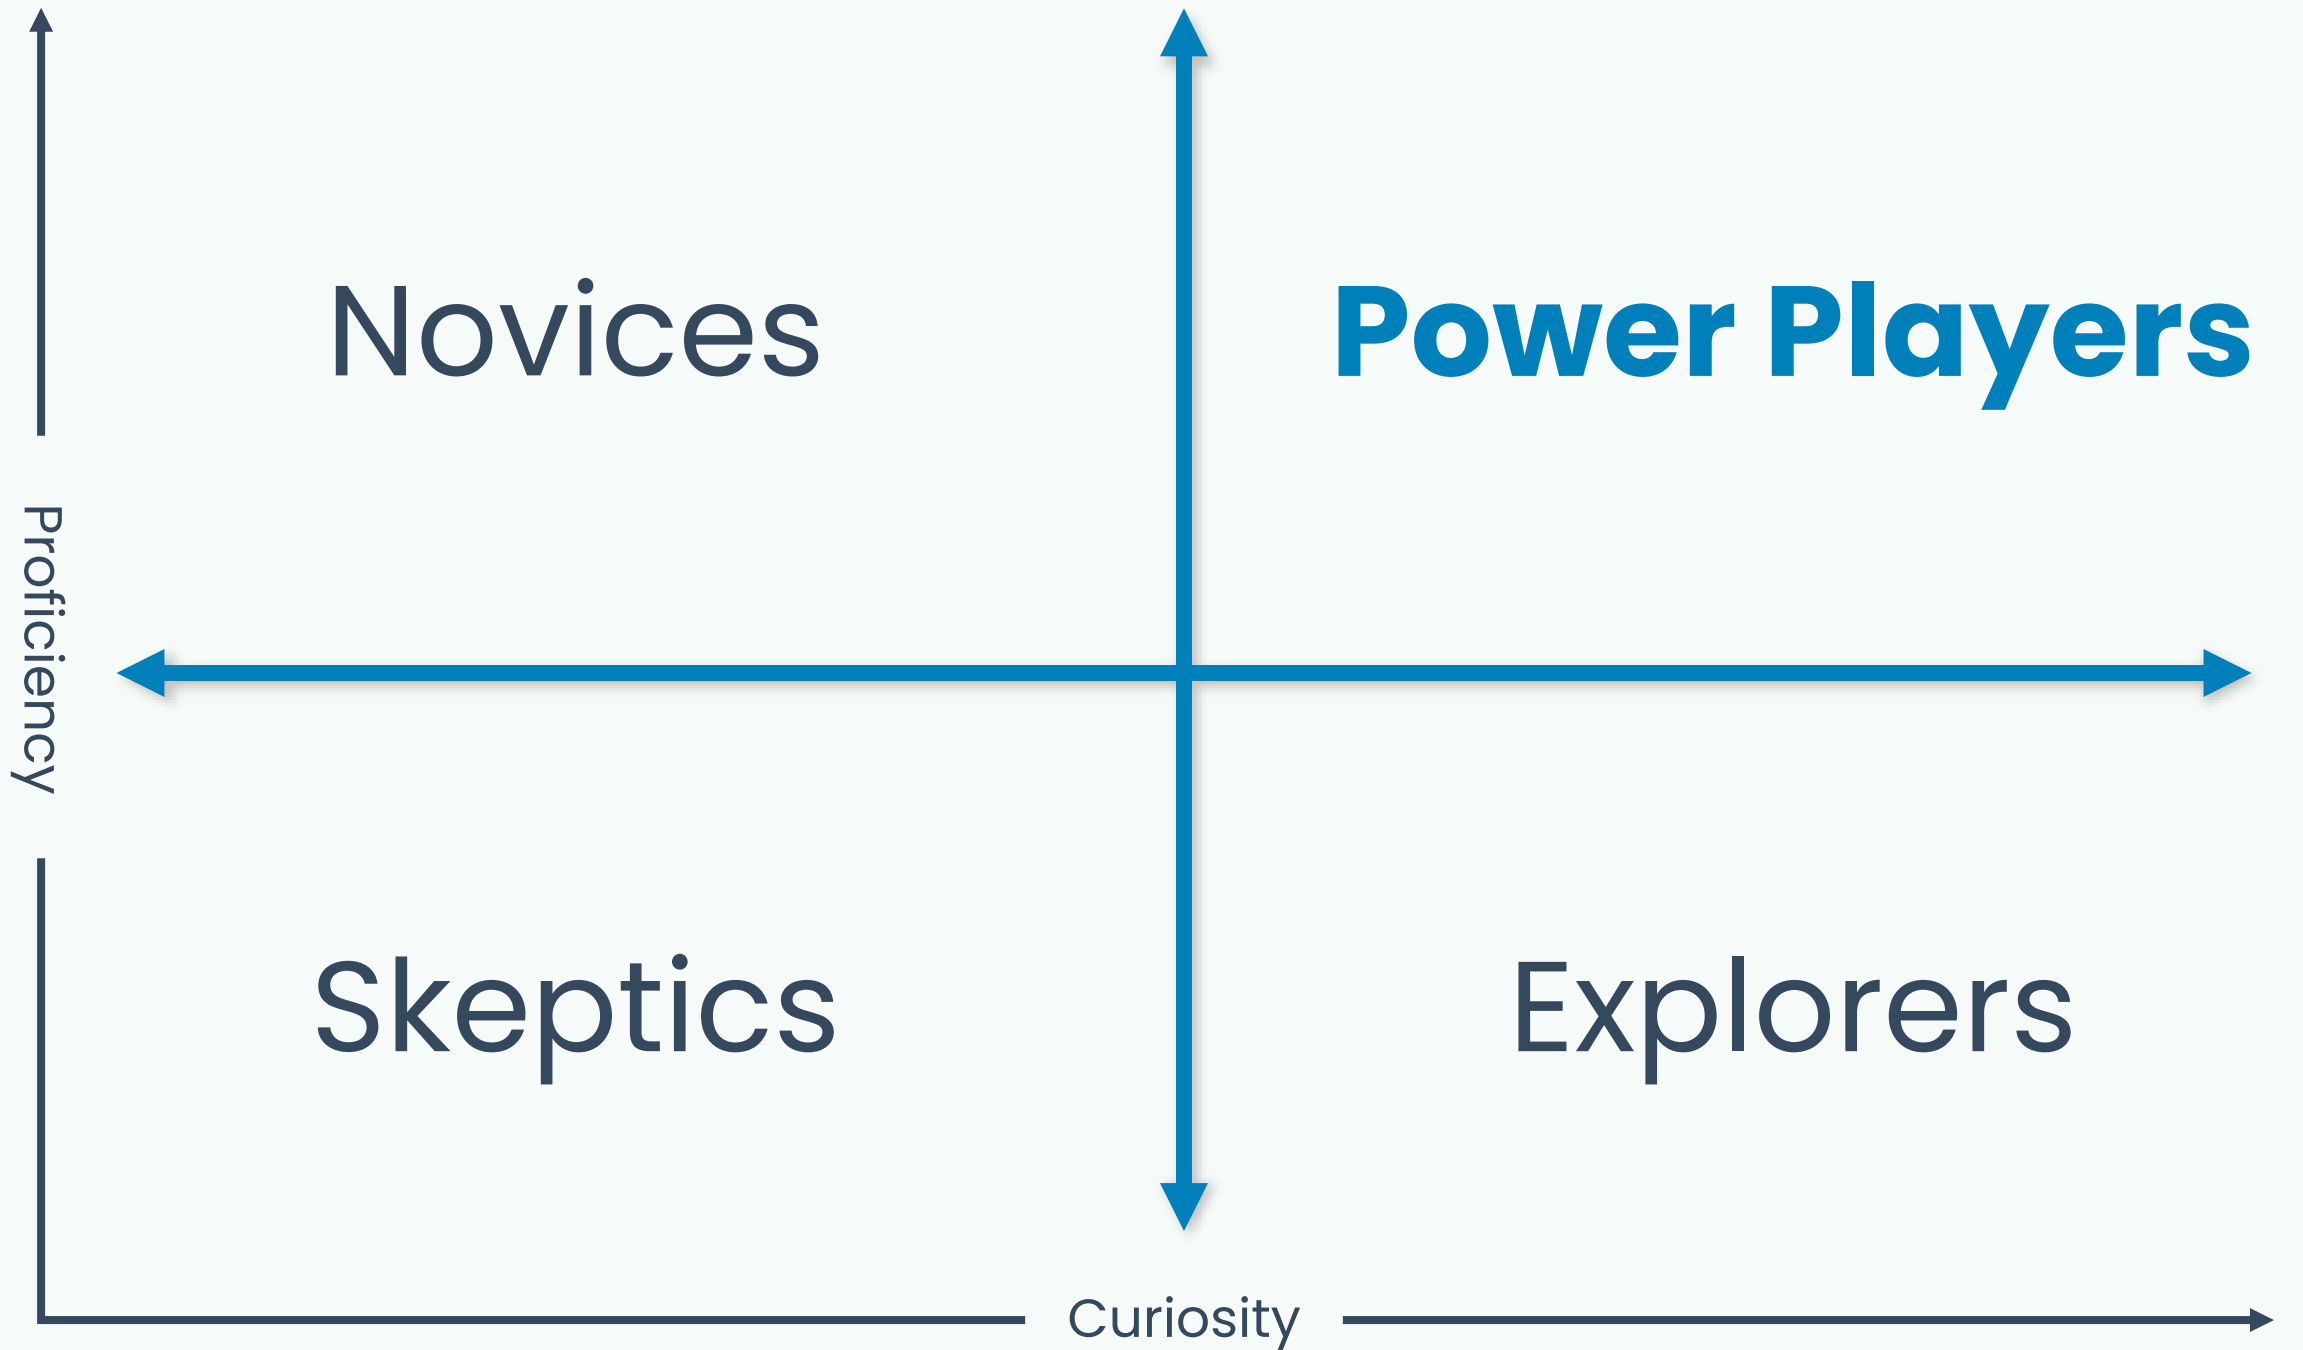 Novices
Power Players
Proficiency
Skeptics
Explorers
Curiosity